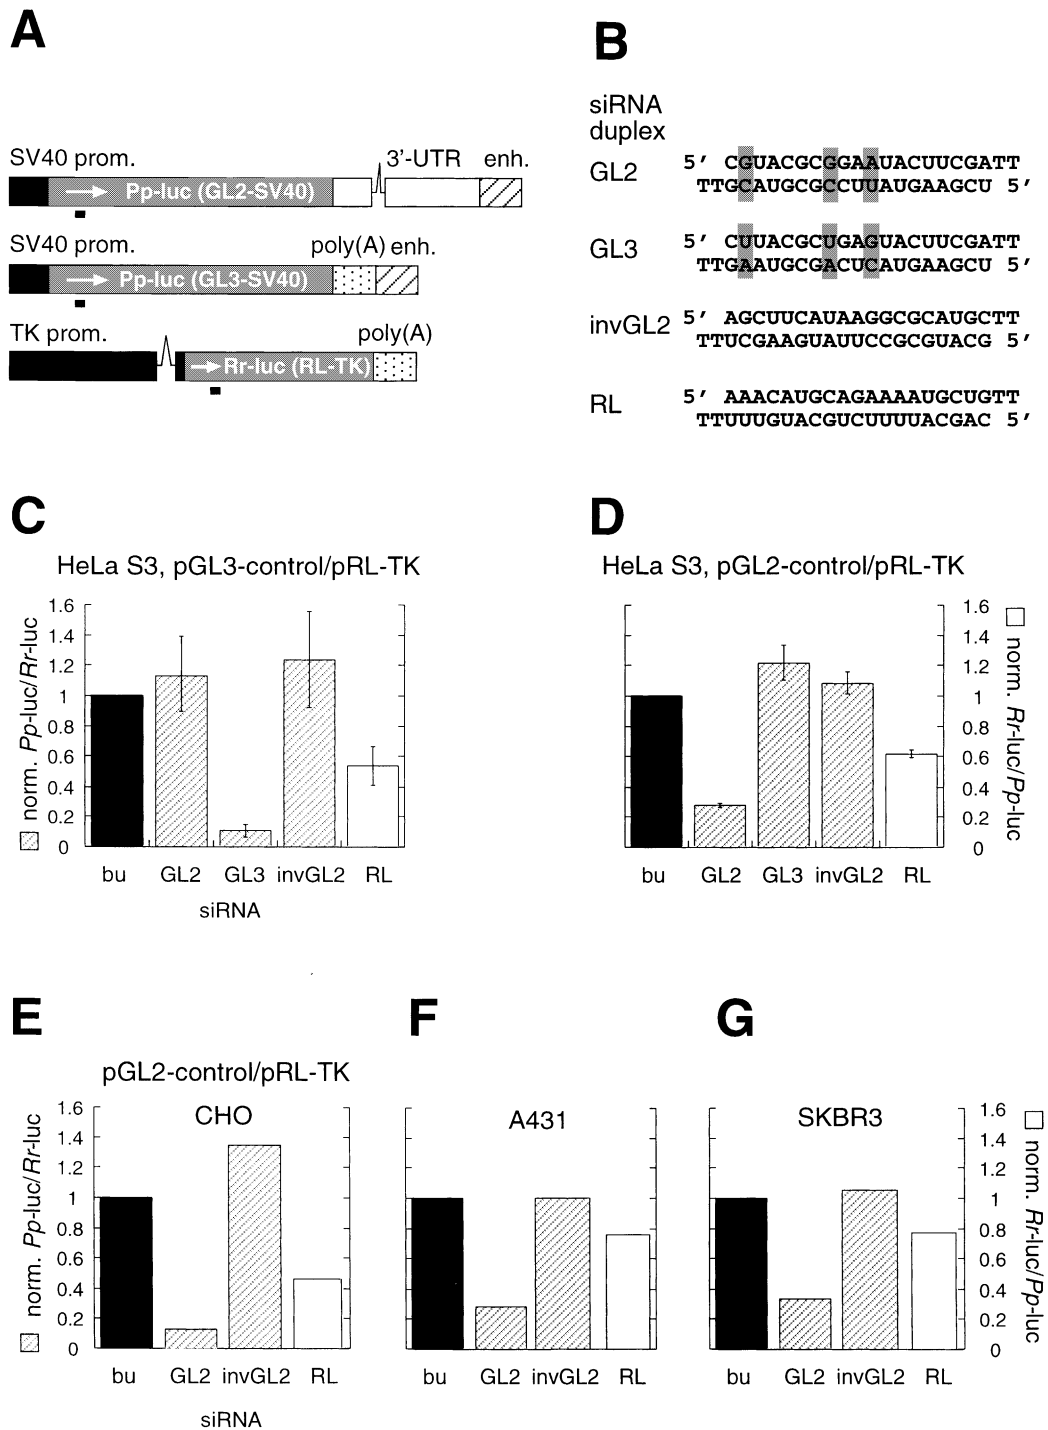 A
SV40 prom.
3'-UTR
enh.
Pp-luc (GL2-SV40)
SV40 prom.
poly(A) enh.
Pp-luc (GL3-SV40)
TK prom.
poly(A)
Rr-luc (RL-TK)
B
siRNA
duplex
GL2
5' CGUACGCGGAAUACUUCGATT
TTGCAUGCGCCUUAUGAAGCU 5'
GL3
5' CUUACGCUGAGUACUUCGATT
TTGAAUGCGACUCAUGAAGCU 5'
invGL2
5' AGCUUCAUAAGGCGCAUGCTT
TTUCGAAGUAUUCCGCGUACG 5'
RL
5' AAACAUGCAGAAAAUGCUGTT
TTUUUGUACGUCUUUUACGAC 5'
C
HeLa S3, pGL3-control/pRL-TK
norm. Pp-luc/Rr-luc
1.6
1.4
1.2
1
0.8
0.6
0.4
0.2
0
bu GL2 GL3 invGL2 RL
siRNA
D
HeLa S3, pGL2-control/pRL-TK
1.6
1.4
1.2
1
0.8
0.6
0.4
0.2
0
norm. Rr-luc/Pp-luc
bu GL2 GL3 invGL2 RL
E
pGL2-control/pRL-TK
CHO
norm. Pp-luc/Rr-luc
1.6
1.4
1.2
1
0.8
0.6
0.4
0.2
0
bu GL2 invGL2 RL
siRNA
F
A431
bu GL2 invGL2 RL
G
SKBR3
1.6
1.4
1.2
1
0.8
0.6
0.4
0.2
0
norm. Rr-luc/Pp-luc
bu GL2 invGL2 RL